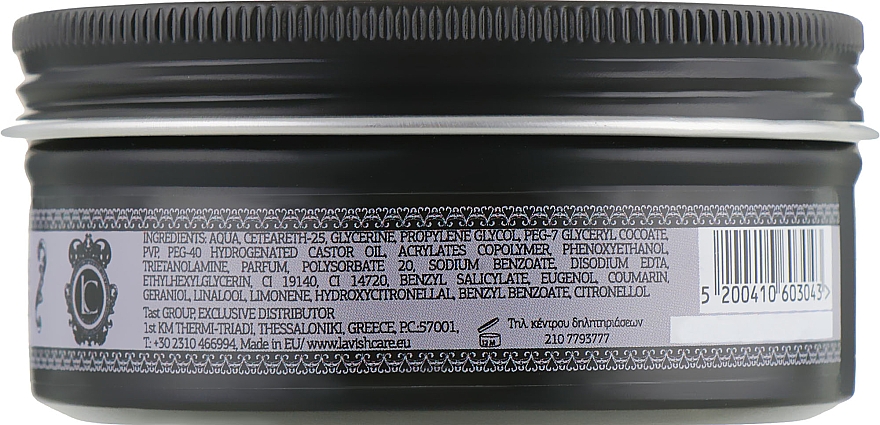 INGREDIENTS: AQUA, CETEARETH-25, GLYCERINE, PROPYLENE GLYCOL, PEG-7 GLYCERYL COCOATE,
PVP, PEG-40 HYDROGENATED CASTOR OIL, ACRYLATES COPOLYMER PHENOXYETHANOL,
TRIETANOLAMINE, PARFUM, POLYSORBATE 20, SODIUM BENZOATE, DISODIUM EDTA,
ETHYLHEXYLGLYCERIN, CI 19140, CI 14720, BENZYL SALICYLATE, EUGENOL, COUMARIN,
GERANIOL, LINALOOL, LIMONENE, HYDROXYCITRONELLAL, BENZYL BENZOATE, CITRONELLOL
Tast GROUP, EXCLUSIVE DISTRIBUTOR
1st KM THERMI-TRIADI, THESSALONIKI, GREECE, P.C:57001,
T: +30 2310 466994, Made in EU/ www.lavishcare.eu
LC
12M
Τηλ. κέντρου δηλητηριάσεων
210 7793777
5 200410 603043